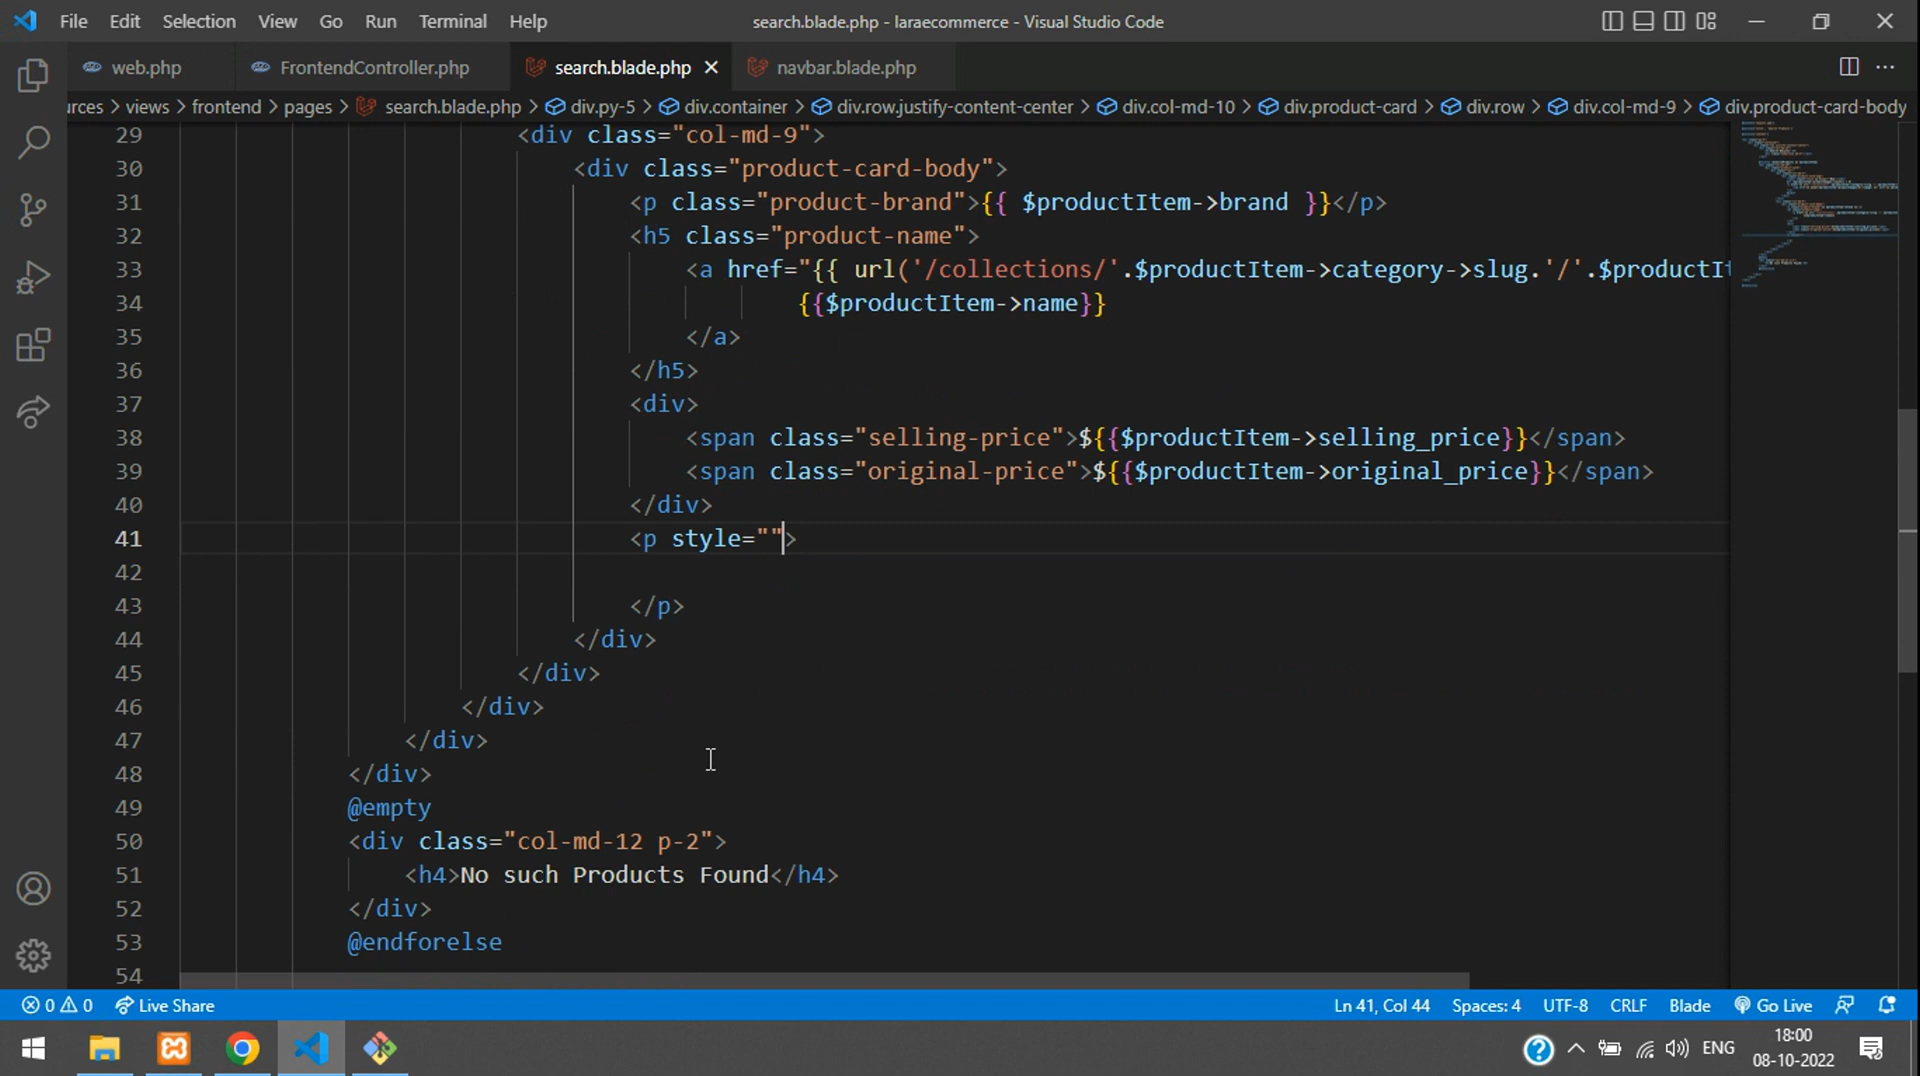 File Edit Selection View Go Run Terminal Help search.blade.php - laraecommerce - Visual Studio Code
web.php FrontendController.php search.blade.php navbar.blade.php
urces > views > frontend > pages > search.blade.php > div.py-5 > div.container > div.row.justify-content-center > div.col-md-10 > div.product-card > div.row > div.col-md-9 > div.product-card-body
29 <div class="col-md-9">
30 <div class="product-card-body">
31 <p class="product-brand">{{ $productItem->brand }}</p>
32 <h5 class="product-name">
33 <a href="{{ url('/collections/'.$productItem->category->slug.'/'.$productIt
34 {{$productItem->name}}
35 </a>
36 </h5>
37 <div>
38 <span class="selling-price">${{$productItem->selling_price}}</span>
39 <span class="original-price">${{$productItem->original_price}}</span>
40 </div>
41 <p style="">
42
43 </p>
44 </div>
45 </div>
46 </div>
47 </div>
48 </div>
49 @empty
50 <div class="col-md-12 p-2">
51 <h4>No such Products Found</h4>
52 </div>
53 @endforelse
54
0 0 Live Share Ln 41, Col 44 Spaces: 4 UTF-8 CRLF Blade Go Live
ENG 18:00
08-10-2022